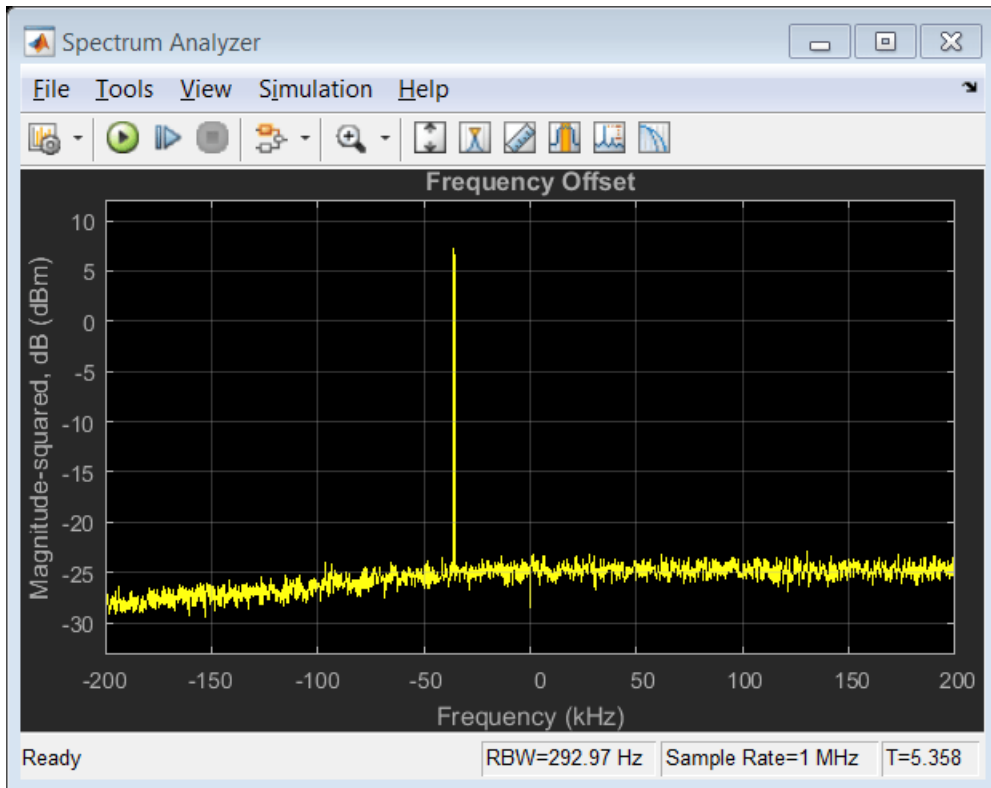 Spectrum Analyzer
File Tools View Simulation Help
Frequency Offset
Magnitude-squared, dB (dBm)
10
5
0
-5
-10
-15
-20
-25
-30
-200 -150 -100 -50 0 50 100 150 200
Frequency (kHz)
Ready RBW=292.97 Hz Sample Rate=1 MHz T=5.358